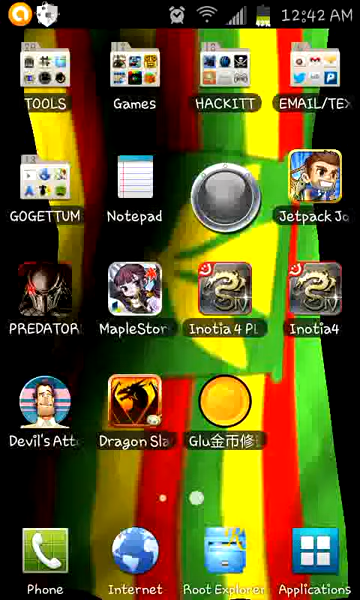 12:42 AM
TOOLS
Games
HACKITT
EMAIL/TEX
GOGETTUM
Notepad
Jetpack Jo
PREDATOR
MapleStor
Inotia 4 PL
Inotia4
Devil's Atto
Dragon Sla
Glu金币修
Phone
Internet
Root Explorer
Applications